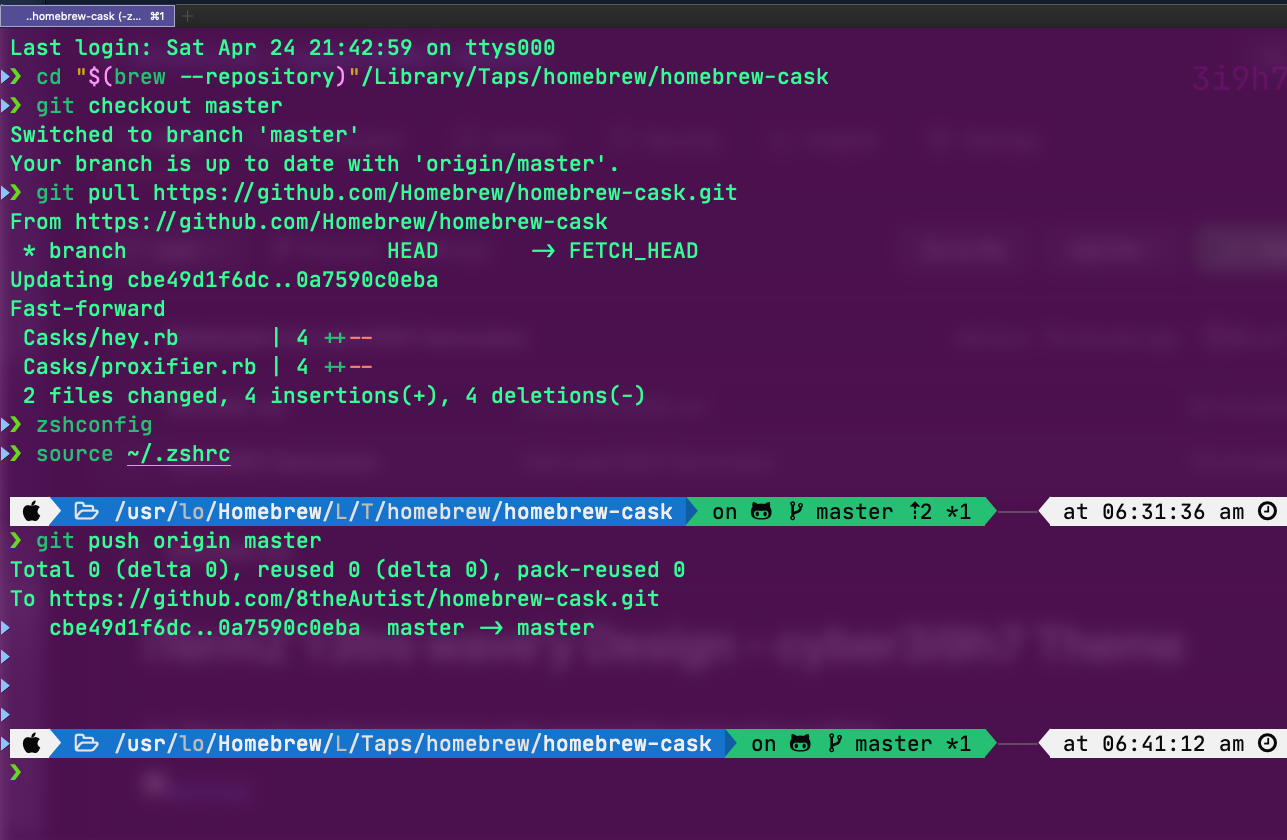 ..homebrew-cask (-z... ⌘1
Last login: Sat Apr 24 21:42:59 on ttys000
3i9h7
❯ cd "$(brew --repository)"/Library/Taps/homebrew/homebrew-cask
❯ git checkout master
Switched to branch 'master'
Your branch is up to date with 'origin/master'.
❯ git pull https://github.com/Homebrew/homebrew-cask.git
From https://github.com/Homebrew/homebrew-cask
* branch HEAD -> FETCH_HEAD
Updating cbe49d1f6dc..0a7590c0eba
Fast-forward
Casks/hey.rb | 4 ++--
Casks/proxifier.rb | 4 ++--
2 files changed, 4 insertions(+), 4 deletions(-)
❯ zshconfig
❯ source ~/.zshrc
/usr/lo/Homebrew/L/T/homebrew/homebrew-cask on master ⇡2 *1 at 06:31:36 am
❯ git push origin master
Total 0 (delta 0), reused 0 (delta 0), pack-reused 0
To https://github.com/8theAutist/homebrew-cask.git
cbe49d1f6dc..0a7590c0eba master -> master
/usr/lo/Homebrew/L/Taps/homebrew/homebrew-cask on master *1 at 06:41:12 am
❯